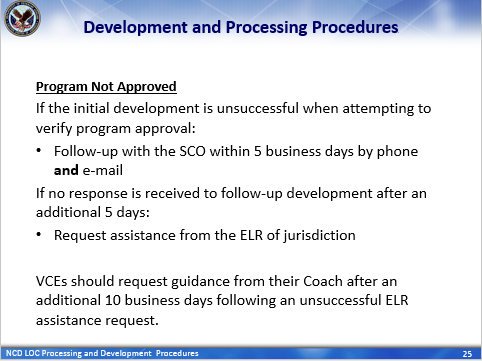 Development and Processing Procedures
Program Not Approved
If the initial development is unsuccessful when attempting to
verify program approval:
• Follow-up with the SCO within 5 business days by phone
and e-mail
If no response is received to follow-up development after an
additional 5 days:
• Request assistance from the ELR of jurisdiction
VCEs should request guidance from their Coach after an
additional 10 business days following an unsuccessful ELR
assistance request.
NCD LOC Processing and Development Procedures
25